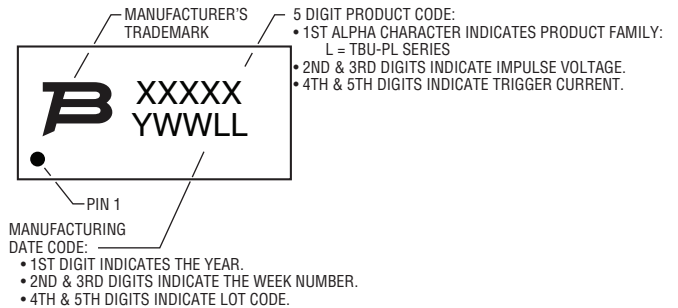 MANUFACTURER'S
TRADEMARK
5 DIGIT PRODUCT CODE:
• 1ST ALPHA CHARACTER INDICATES PRODUCT FAMILY:
L = TBU-PL SERIES
• 2ND & 3RD DIGITS INDICATE IMPULSE VOLTAGE.
• 4TH & 5TH DIGITS INDICATE TRIGGER CURRENT.
XXXXX
YWWLL
PIN 1
MANUFACTURING
DATE CODE:
• 1ST DIGIT INDICATES THE YEAR.
• 2ND & 3RD DIGITS INDICATE THE WEEK NUMBER.
• 4TH & 5TH DIGITS INDICATE LOT CODE.